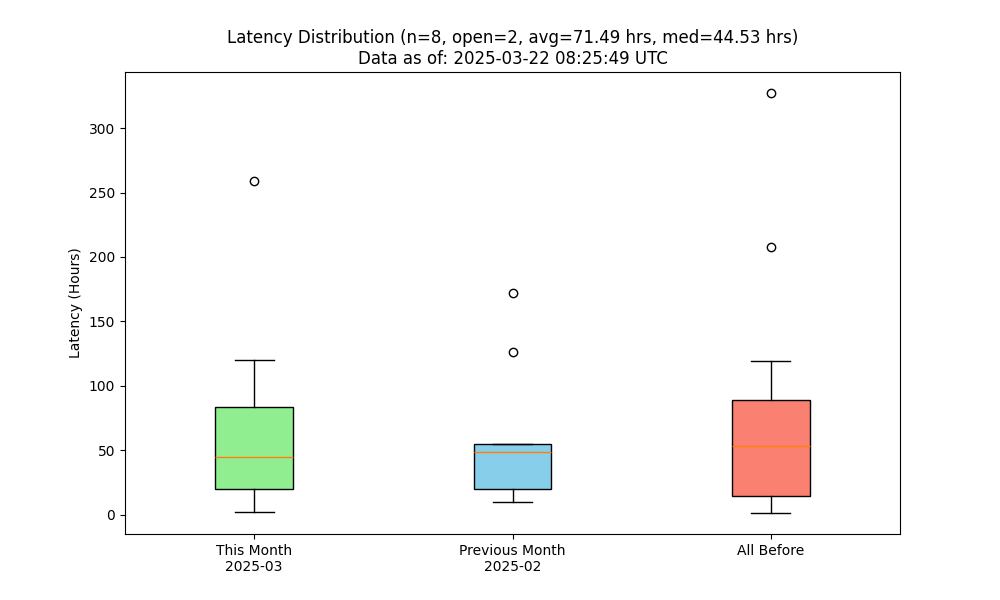 Latency Distribution (n=8, open=2, avg=71.49 hrs, med=44.53 hrs)
Data as of: 2025-03-22 08:25:49 UTC
Latency (Hours)
300
250
200
150
100
50
0
This Month
2025-03
Previous Month
2025-02
All Before